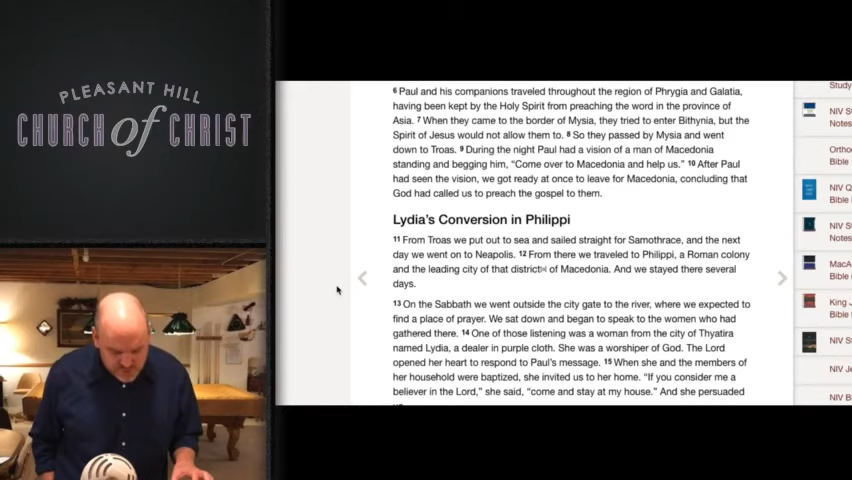 PLEASANT HILL
CHURCH of CHRIST
6 Paul and his companions traveled throughout the region of Phrygia and Galatia,
having been kept by the Holy Spirit from preaching the word in the province of
Asia. 7 When they came to the border of Mysia, they tried to enter Bithynia, but the
Spirit of Jesus would not allow them to. 8 So they passed by Mysia and went
down to Troas. 9 During the night Paul had a vision of a man of Macedonia
standing and begging him, “Come over to Macedonia and help us.” 10 After Paul
had seen the vision, we got ready at once to leave for Macedonia, concluding that
God had called us to preach the gospel to them.
Lydia’s Conversion in Philippi
11 From Troas we put out to sea and sailed straight for Samothrace, and the next
day we went on to Neapolis. 12 From there we traveled to Philippi, a Roman colony
and the leading city of that district[a] of Macedonia. And we stayed there several
days.
13 On the Sabbath we went outside the city gate to the river, where we expected to
find a place of prayer. We sat down and began to speak to the women who had
gathered there. 14 One of those listening was a woman from the city of Thyatira
named Lydia, a dealer in purple cloth. She was a worshiper of God. The Lord
opened her heart to respond to Paul’s message. 15 When she and the members of
her household were baptized, she invited us to her home. “If you consider me a
believer in the Lord,” she said, “come and stay at my house.” And she persuaded
Study
NIV St
Notes
Ortho
Bible
NIV Q
Bible
NIV St
Notes
MacA
Bible
King J
Bible
NIV St
NIV Je
NIV B